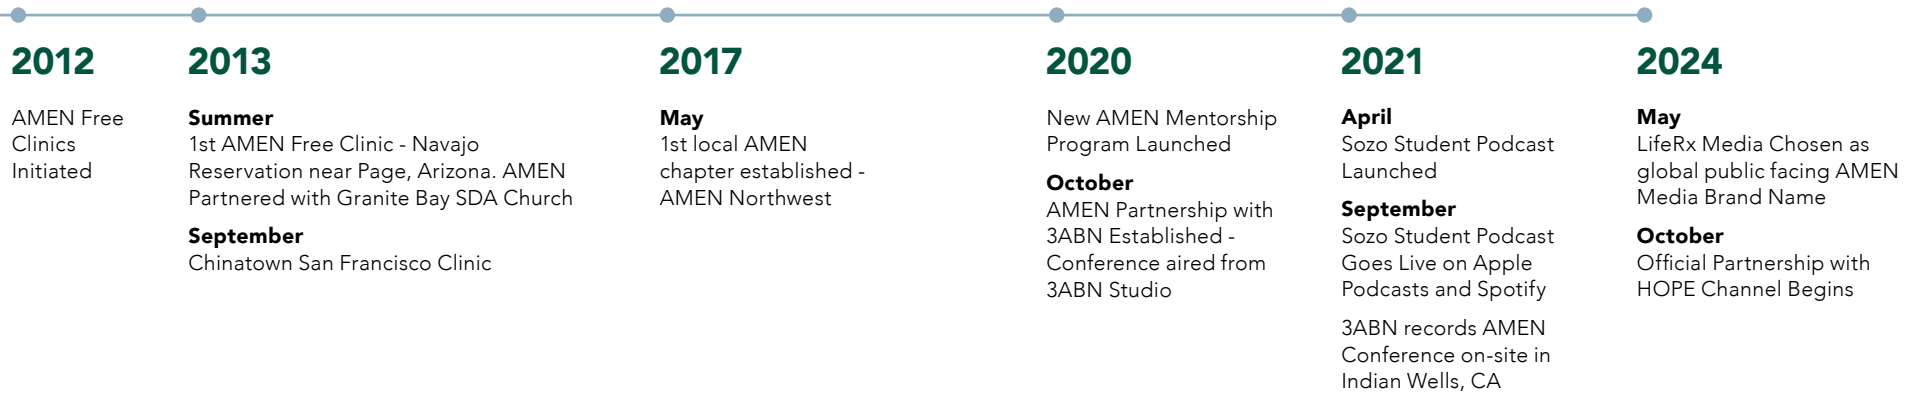 2012
AMEN Free
Clinics
Initiated
2013
Summer
1st AMEN Free Clinic - Navajo
Reservation near Page, Arizona. AMEN
Partnered with Granite Bay SDA Church
September
Chinatown San Francisco Clinic
2017
May
1st local AMEN
chapter established -
AMEN Northwest
2020
New AMEN Mentorship
Program Launched
October
AMEN Partnership with
3ABN Established -
Conference aired from
3ABN Studio
2021
April
Sozo Student Podcast
Launched
September
Sozo Student Podcast
Goes Live on Apple
Podcasts and Spotify
3ABN records AMEN
Conference on-site in
Indian Wells, CA
2024
May
LifeRx Media Chosen as
global public facing AMEN
Media Brand Name
October
Official Partnership with
HOPE Channel Begins